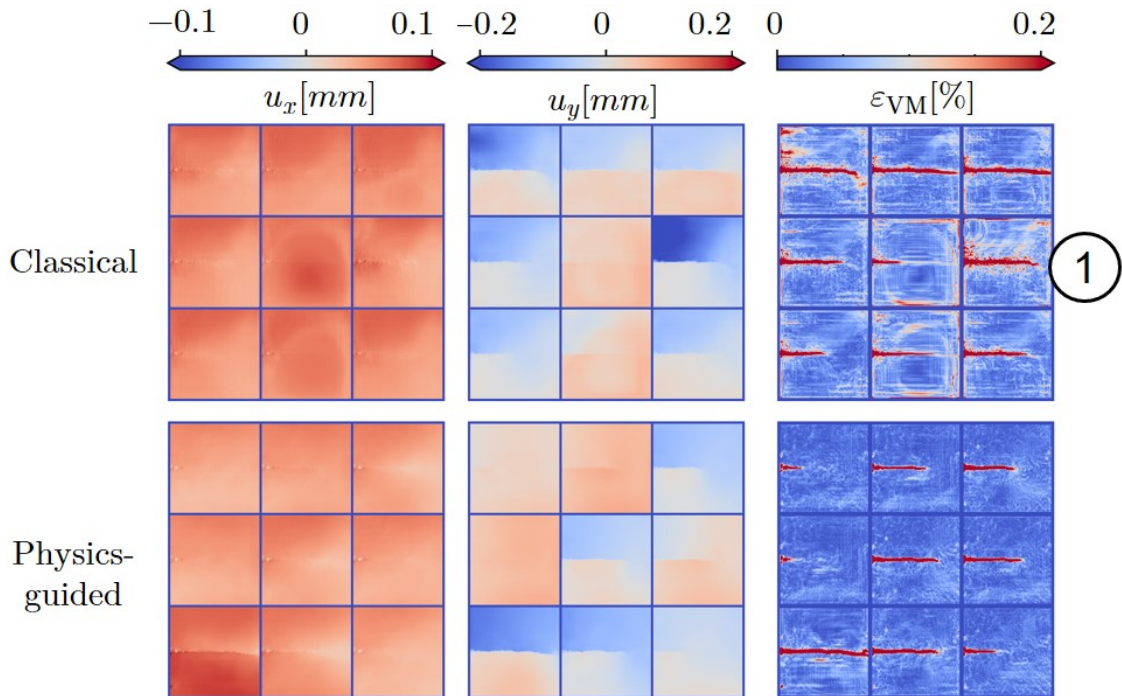 −0.1 0 0.1 −0.2 0 0.2 0 0.2
u_x[mm] u_y[mm] ε_VM[%]
Classical
1
Physics-
guided